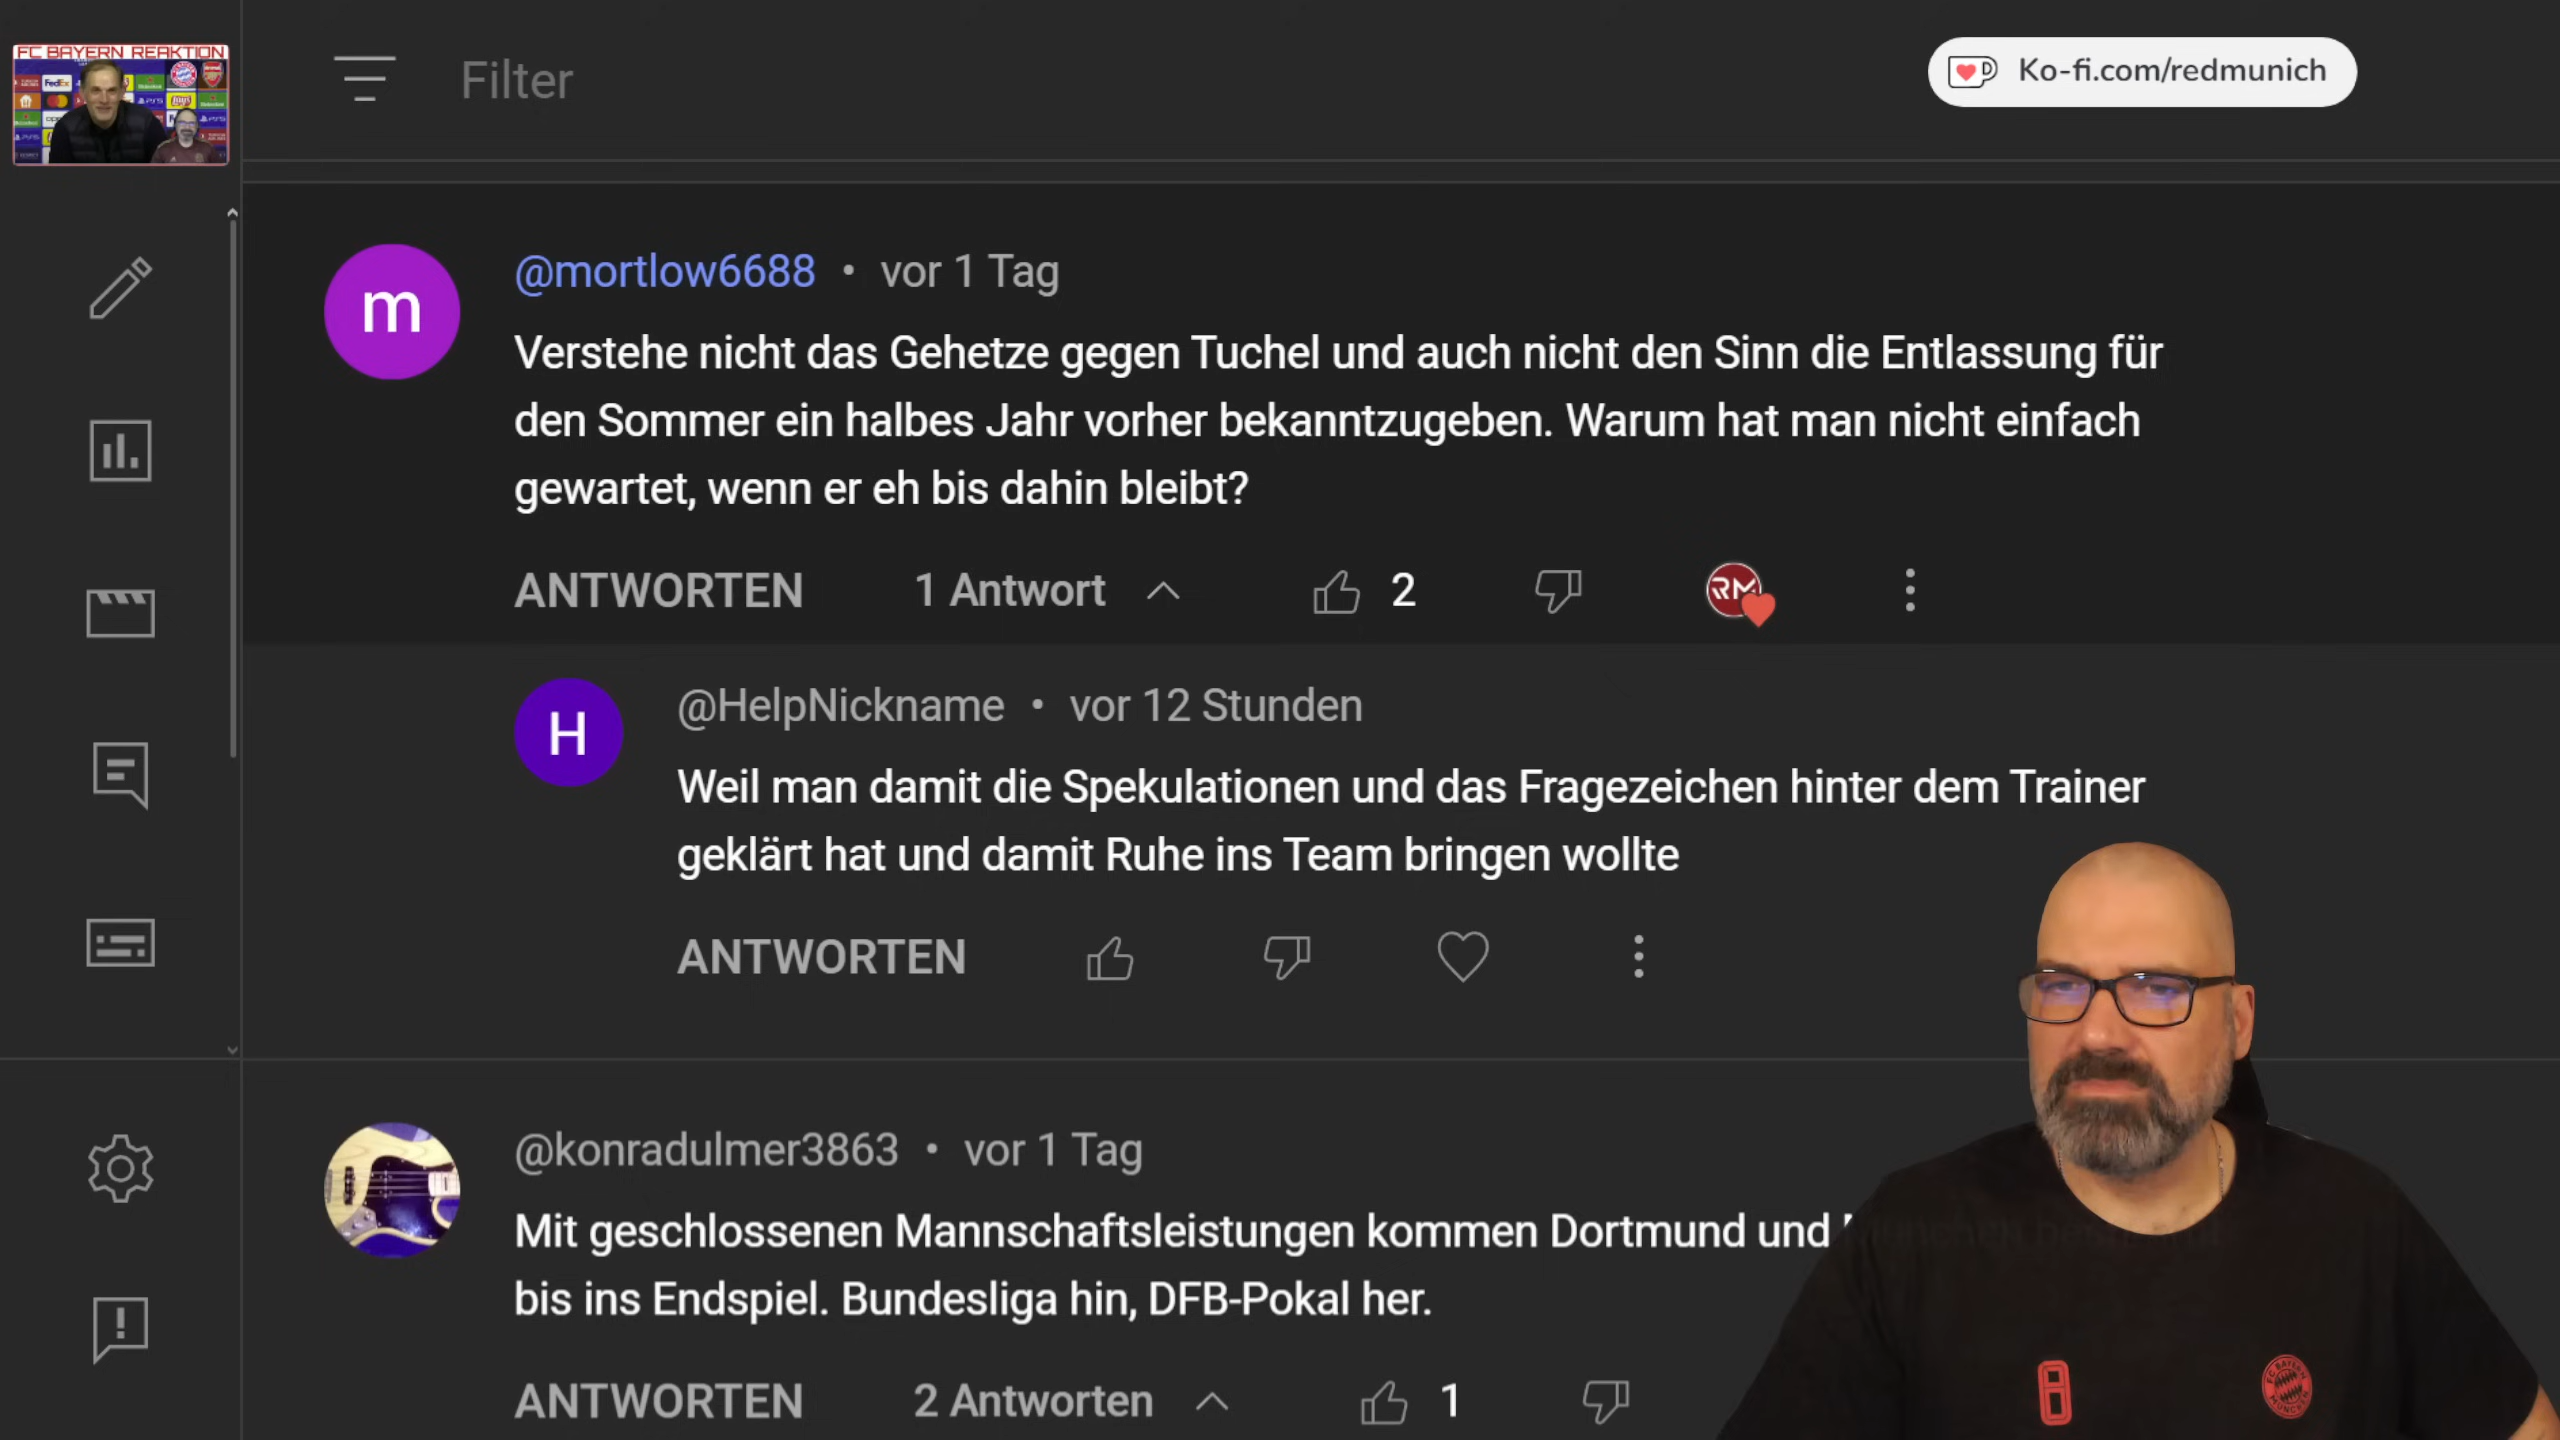 FC BAYERN REAKTION
Filter
Ko-fi.com/redmunich
m
@mortlow6688 • vor 1 Tag
Verstehe nicht das Gehetze gegen Tuchel und auch nicht den Sinn die Entlassung für
den Sommer ein halbes Jahr vorher bekanntzugeben. Warum hat man nicht einfach
gewartet, wenn er eh bis dahin bleibt?
ANTWORTEN 1 Antwort 2
RM
H
@HelpNickname • vor 12 Stunden
Weil man damit die Spekulationen und das Fragezeichen hinter dem Trainer
geklärt hat und damit Ruhe ins Team bringen wollte
ANTWORTEN
@konradulmer3863 • vor 1 Tag
Mit geschlossenen Mannschaftsleistungen kommen Dortmund und
bis ins Endspiel. Bundesliga hin, DFB-Pokal her.
ANTWORTEN 2 Antworten 1
8
FC BAYERN
MÜNCHEN